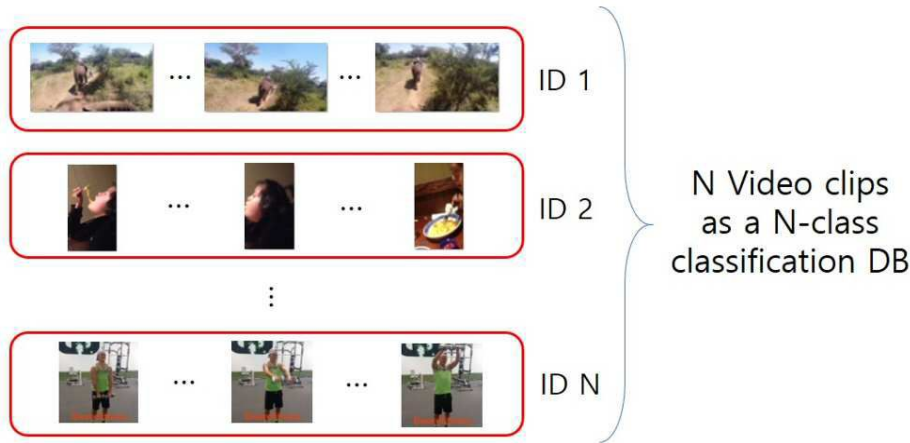 ... ...
ID 1
... ...
ID 2
⋮
... ...
ID N
N Video clips
as a N-class
classification DB